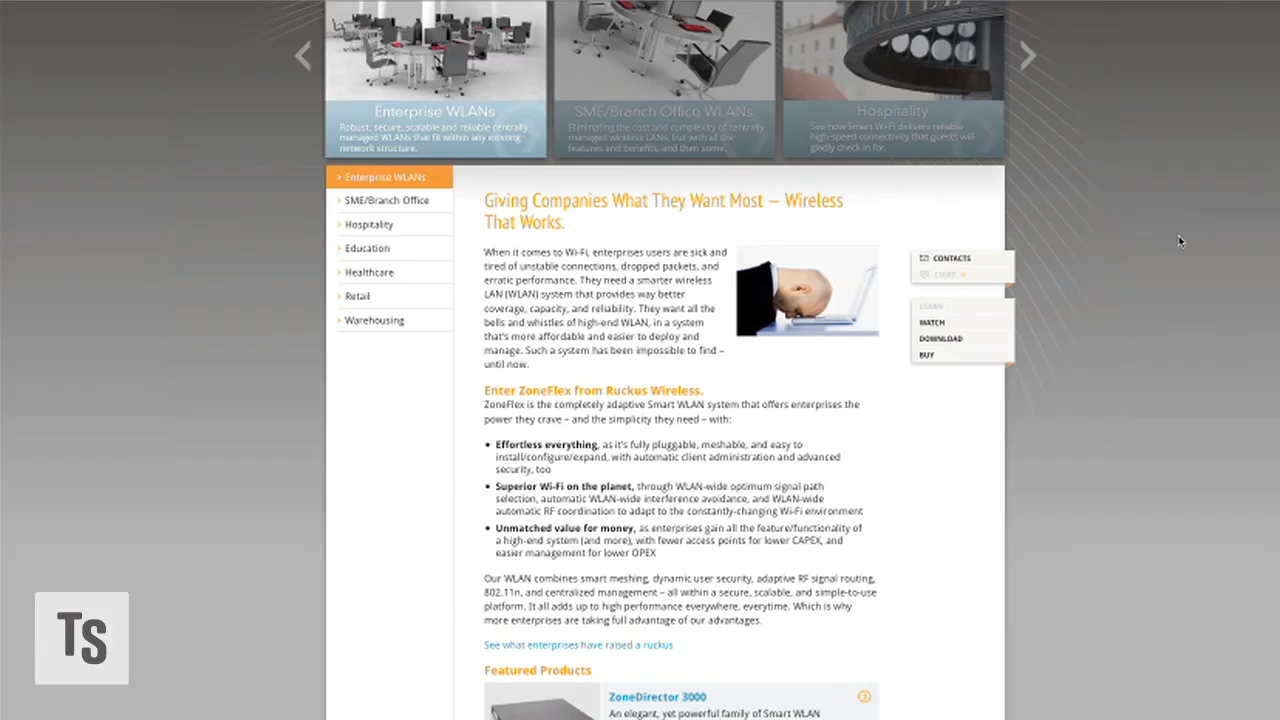 HOTEL
Enterprise WLANs
Robust, secure, scalable and reliable centrally
managed WLANs that fit within any existing
network structure.
SME/Branch Office WLANs
Eliminating the cost and complexity of centrally
managed wireless LANs, but with all the
features and benefits, and then some.
Hospitality
See how Smart Wi-Fi delivers reliable
high-speed connectivity that guests will
gladly check in for.
Enterprise WLANs
SME/Branch Office
Hospitality
Education
Healthcare
Retail
Warehousing
Giving Companies What They Want Most — Wireless
That Works.
When it comes to Wi-Fi, enterprises users are sick and
tired of unstable connections, dropped packets, and
erratic performance. They need a smarter wireless
LAN (WLAN) system that provides way better
coverage, capacity, and reliability. They want all the
bells and whistles of high-end WLAN, in a system
that's more affordable and easier to deploy and
manage. Such a system has been impossible to find –
until now.
Enter ZoneFlex from Ruckus Wireless.
ZoneFlex is the completely adaptive Smart WLAN system that offers enterprises the
power they crave – and the simplicity they need – with:
• Effortless everything, as it's fully pluggable, meshable, and easy to
install/configure/expand, with automatic client administration and advanced
security, too
• Superior Wi-Fi on the planet, through WLAN-wide optimum signal path
selection, automatic WLAN-wide interference avoidance, and WLAN-wide
automatic RF coordination to adapt to the constantly-changing Wi-Fi environment
• Unmatched value for money, as enterprises gain all the feature/functionality of
a high-end system (and more), with fewer access points for lower CAPEX, and
easier management for lower OPEX
Our WLAN combines smart meshing, dynamic user security, adaptive RF signal routing,
802.11n, and centralized management – all within a secure, scalable, and simple-to-use
platform. It all adds up to high performance everywhere, everytime. Which is why
more enterprises are taking full advantage of our advantages.
See what enterprises have raised a ruckus
Featured Products
ZoneDirector 3000
An elegant, yet powerful family of Smart WLAN
CONTACTS
CHAT
LEARN
WATCH
DOWNLOAD
BUY
Ts